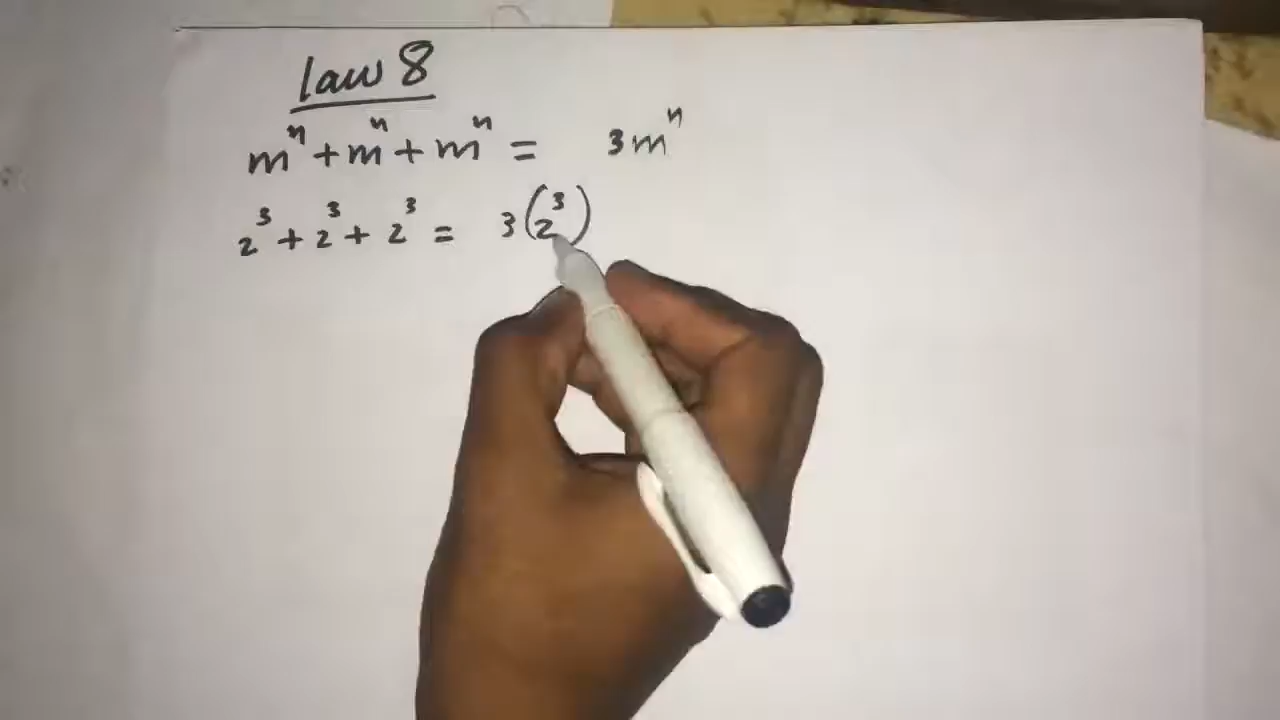 law 8
mⁿ + mⁿ + mⁿ = 3mⁿ
2³ + 2³ + 2³ = 3(2³)